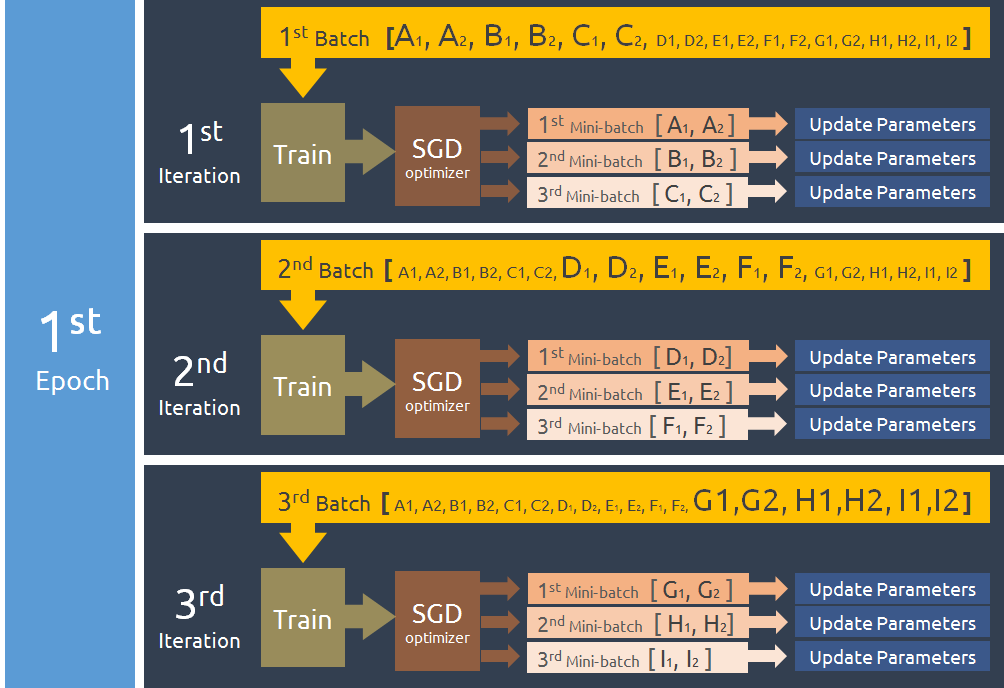 1st Batch [A1, A2, B1, B2, C1, C2, D1, D2, E1, E2, F1, F2, G1, G2, H1, H2, I1, I2 ]
1st
Iteration
Train
SGD
optimizer
1st Mini-batch [ A1, A2 ]
Update Parameters
2nd Mini-batch [ B1, B2 ]
Update Parameters
3rd Mini-batch [ C1, C2 ]
Update Parameters
1st
Epoch
2nd Batch [ A1, A2, B1, B2, C1, C2, D1, D2, E1, E2, F1, F2, G1, G2, H1, H2, I1, I2 ]
2nd
Iteration
Train
SGD
optimizer
1st Mini-batch [ D1, D2]
Update Parameters
2nd Mini-batch [ E1, E2 ]
Update Parameters
3rd Mini-batch [ F1, F2 ]
Update Parameters
3rd Batch [ A1, A2, B1, B2, C1, C2, D1, D2, E1, E2, F1, F2, G1,G2, H1,H2, I1,I2]
3rd
Iteration
Train
SGD
optimizer
1st Mini-batch [ G1, G2 ]
Update Parameters
2nd Mini-batch [ H1, H2]
Update Parameters
3rd Mini-batch [ I1, I2 ]
Update Parameters